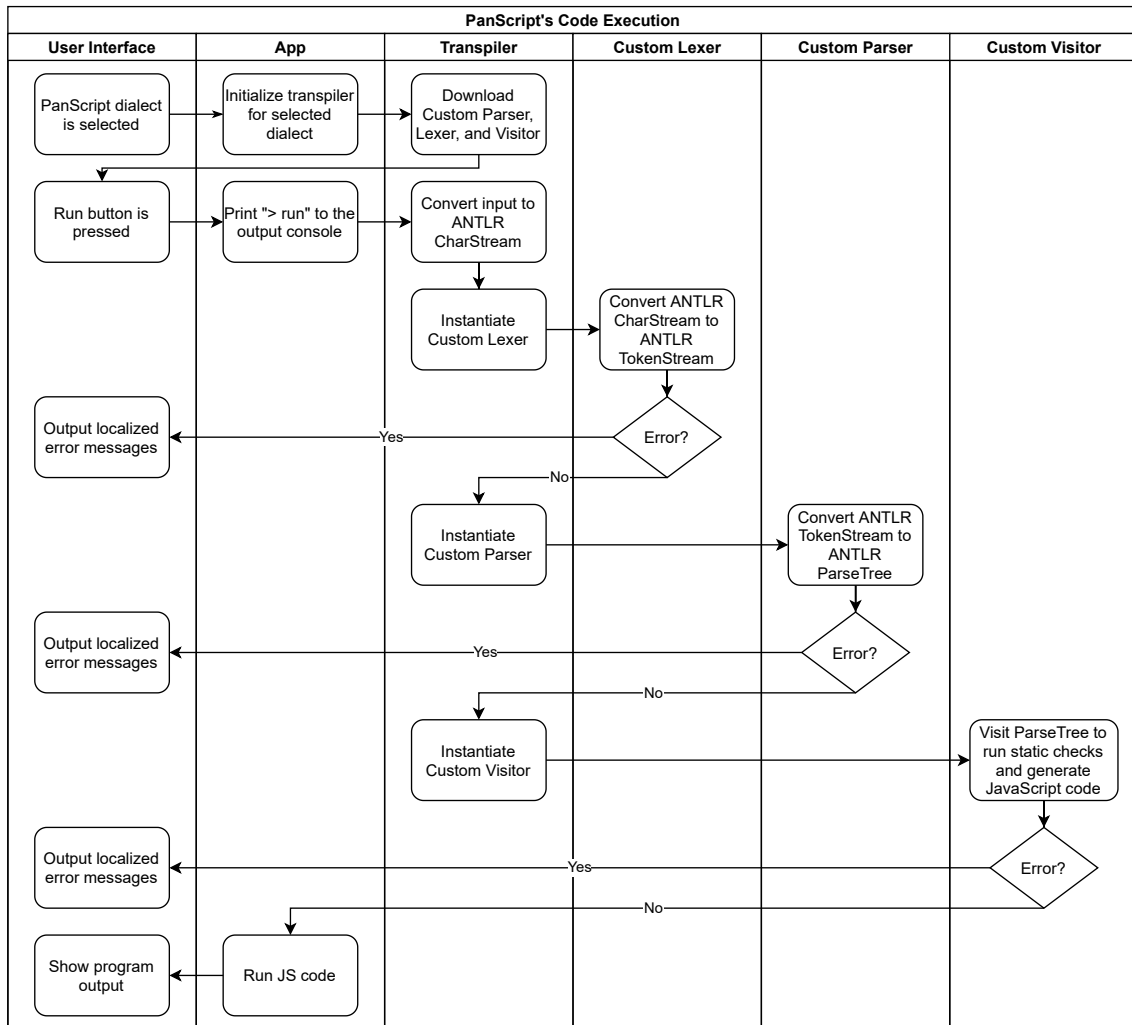 PanScript's Code Execution
User Interface
App
Transpiler
Custom Lexer
Custom Parser
Custom Visitor
PanScript dialect
is selected
Initialize transpiler
for selected
dialect
Download
Custom Parser,
Lexer, and Visitor
Run button is
pressed
Print "> run" to the
output console
Convert input to
ANTLR
CharStream
Instantiate
Custom Lexer
Convert ANTLR
CharStream to
ANTLR
TokenStream
Output localized
error messages
Yes
Error?
No
Instantiate
Custom Parser
Convert ANTLR
TokenStream to
ANTLR
ParseTree
Output localized
error messages
Yes
Error?
No
Instantiate
Custom Visitor
Visit ParseTree to
run static checks
and generate
JavaScript code
Output localized
error messages
Yes
Error?
No
Show program
output
Run JS code